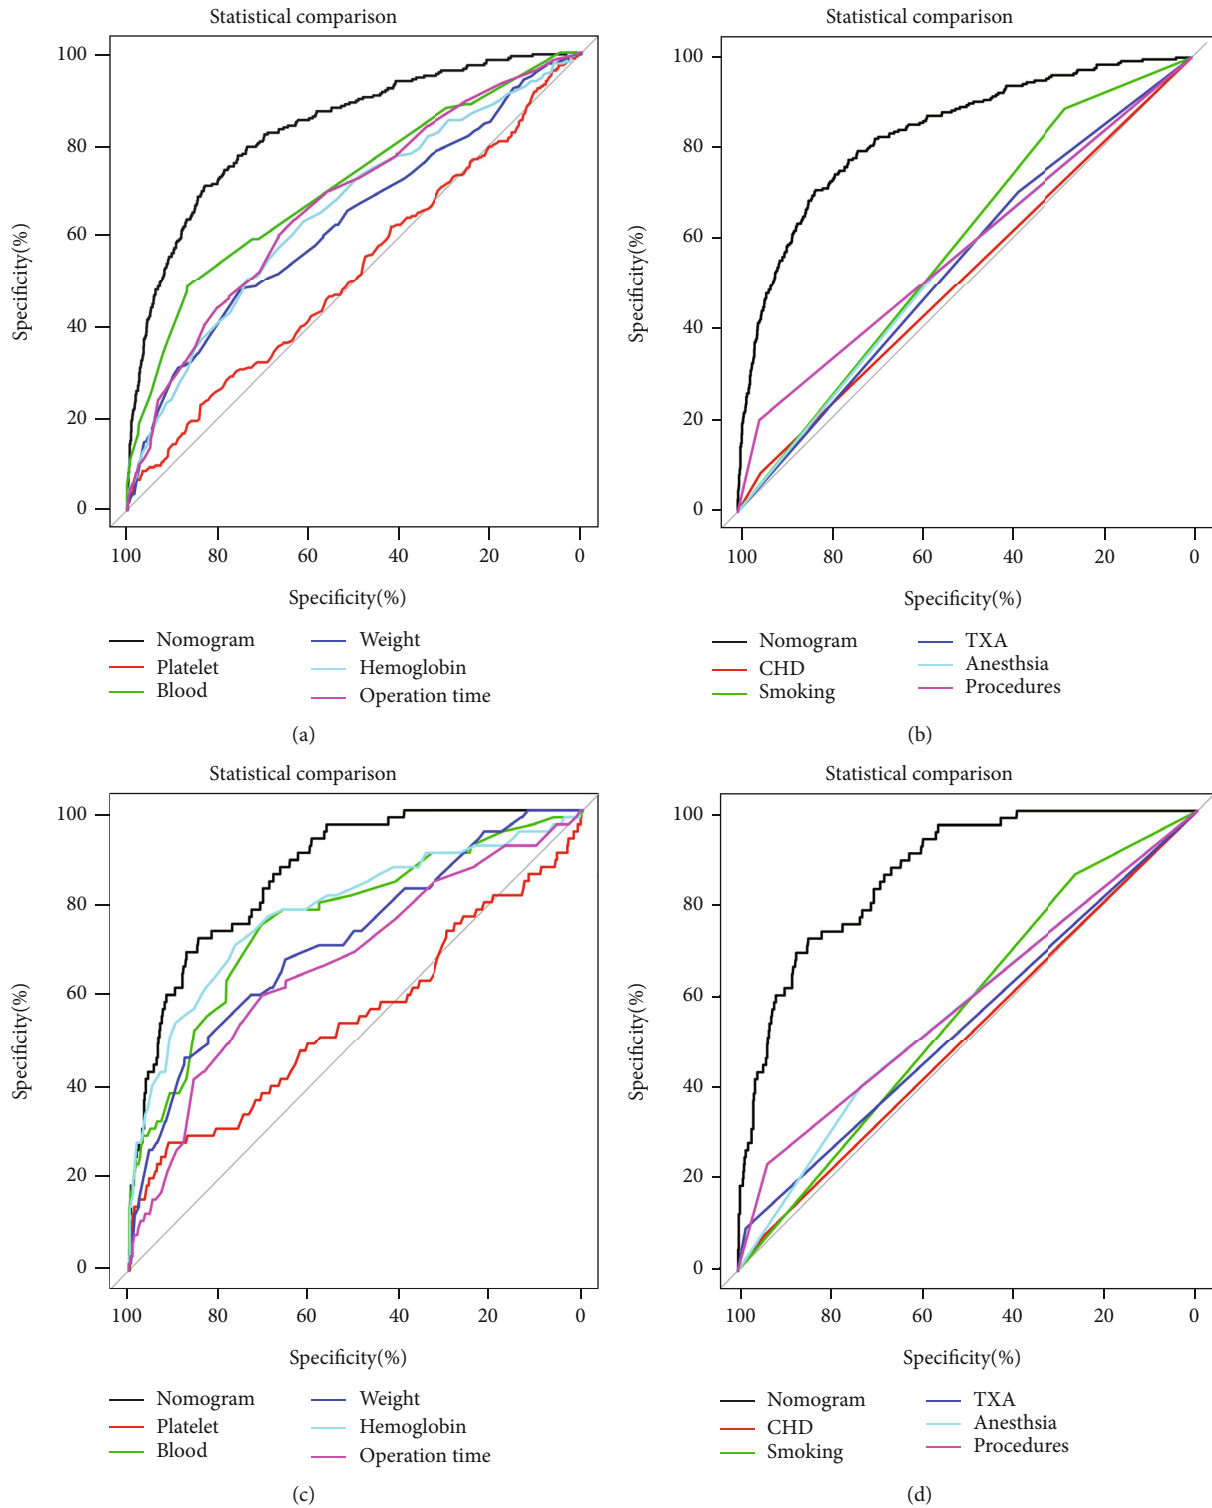 Statistical comparison
Specificity(%)
100
80
60
40
20
0
100 80 60 40 20 0
Specificity(%)
Nomogram
Platelet
Blood
Weight
Hemoglobin
Operation time
(a)
Statistical comparison
Specificity(%)
100
80
60
40
20
0
100 80 60 40 20 0
Specificity(%)
Nomogram
CHD
Smoking
TXA
Anesthsia
Procedures
(b)
Statistical comparison
Specificity(%)
100
80
60
40
20
0
100 80 60 40 20 0
Specificity(%)
Nomogram
Platelet
Blood
Weight
Hemoglobin
Operation time
(c)
Statistical comparison
Specificity(%)
100
80
60
40
20
0
100 80 60 40 20 0
Specificity(%)
Nomogram
CHD
Smoking
TXA
Anesthsia
Procedures
(d)